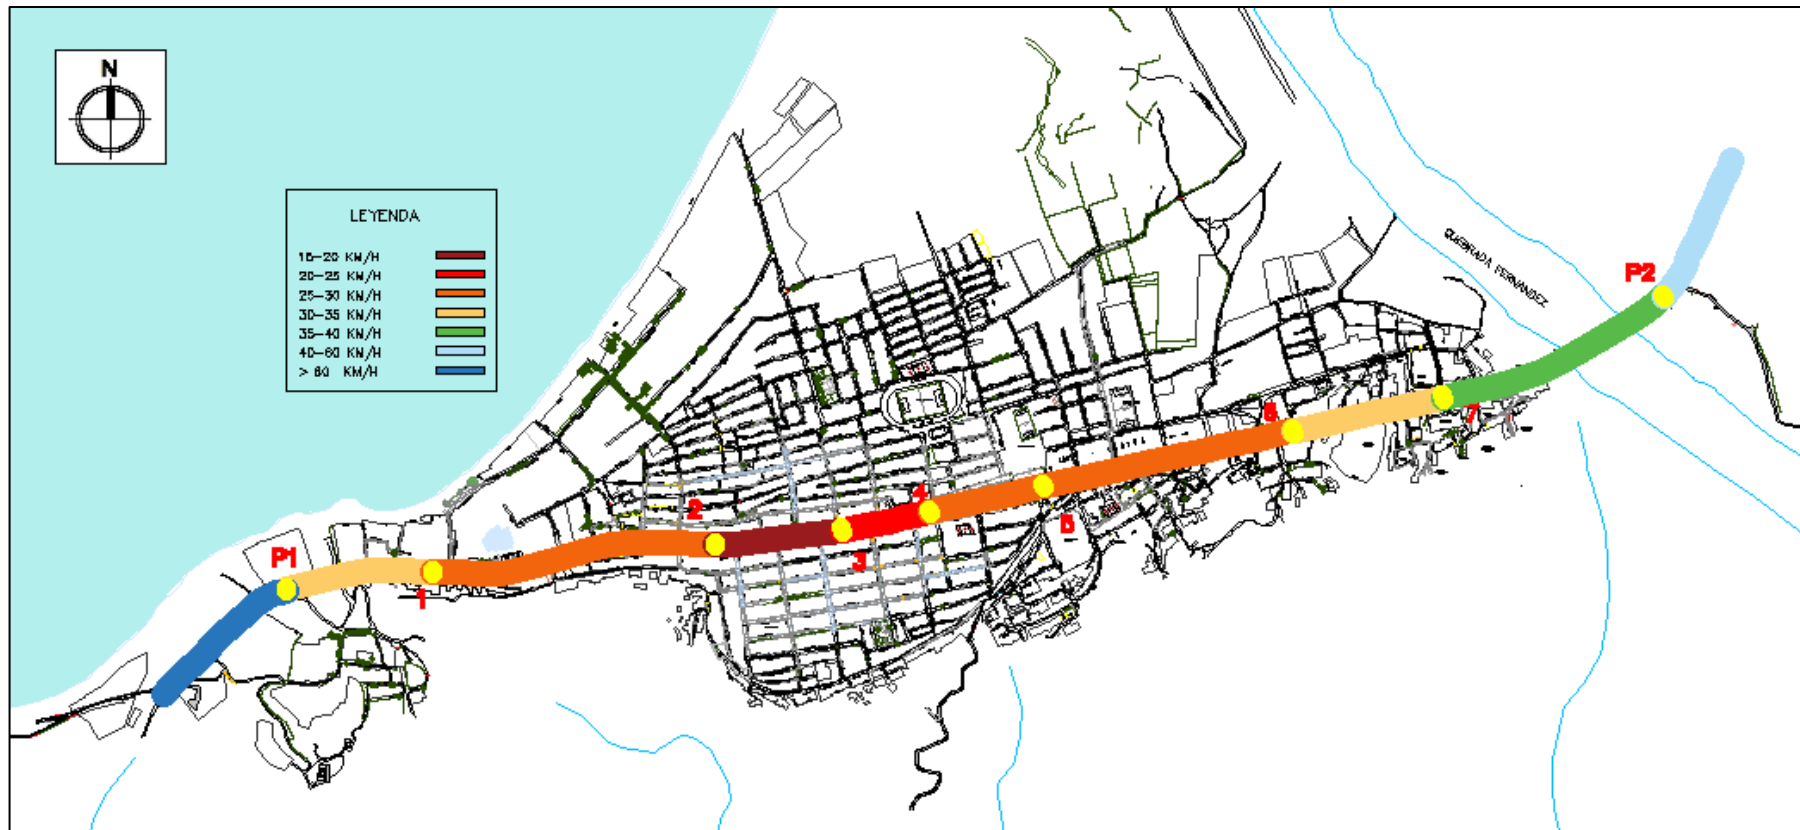 N
LEYENDA
15-20 KM/H
20-25 KM/H
25-30 KM/H
30-35 KM/H
35-40 KM/H
40-60 KM/H
> 60 KM/H
QUEBRADA FERNANDEZ
P2
6
7
4
2
5
3
P1
1